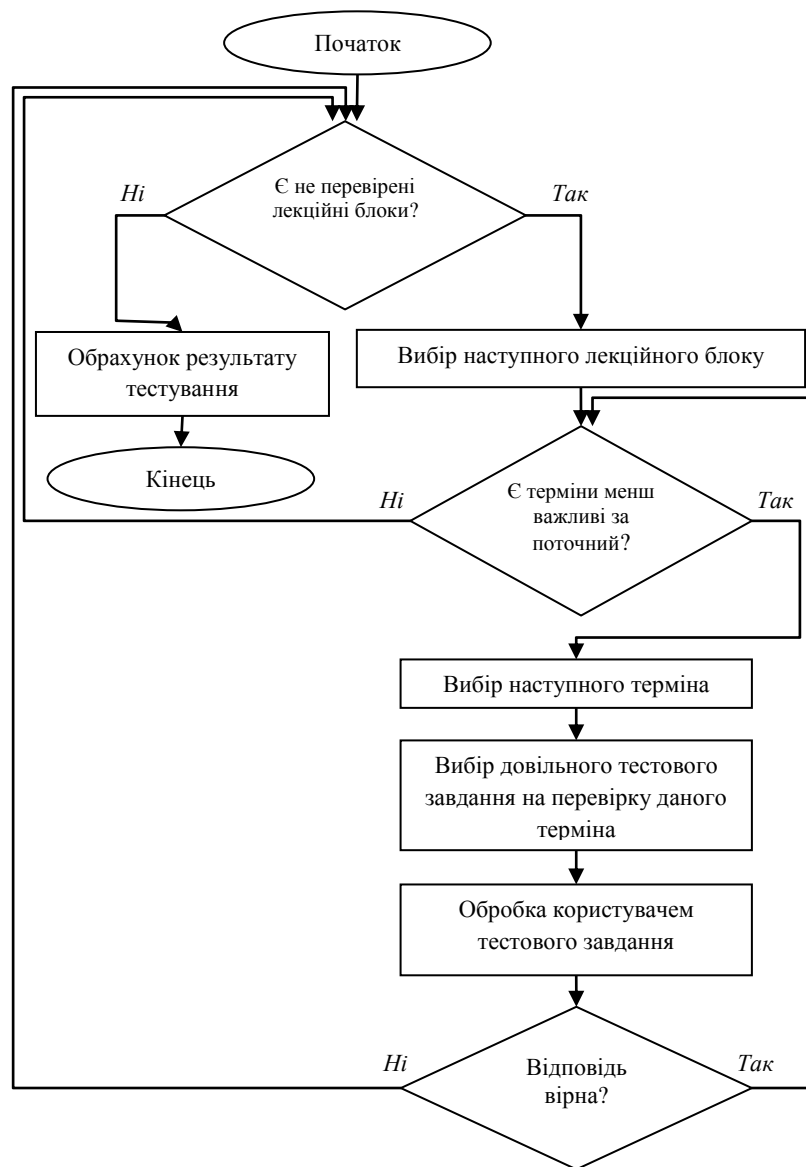 Початок
Ні
Є не перевірені
лекційні блоки?
Так
Обрахунок результату
тестування
Вибір наступного лекційного блоку
Кінець
Ні
Є терміни менш
важливі за
поточний?
Так
Вибір наступного терміна
Вибір довільного тестового
завдання на перевірку даного
терміна
Обробка користувачем
тестового завдання
Ні
Відповідь
вірна?
Так